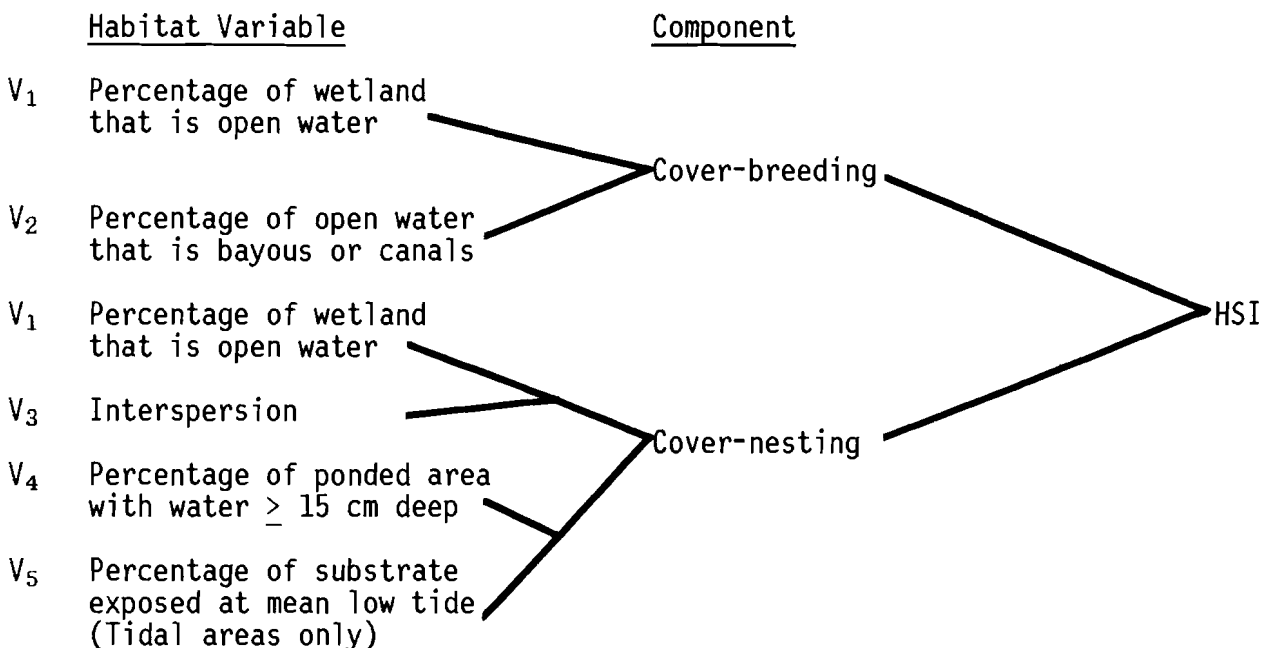 Habitat Variable Component
V₁ Percentage of wetland
that is open water
Cover-breeding
V₂ Percentage of open water
that is bayous or canals
V₁ Percentage of wetland
that is open water
HSI
V₃ Interspersion
Cover-nesting
V₄ Percentage of ponded area
with water ≥ 15 cm deep
V₅ Percentage of substrate
exposed at mean low tide
(Tidal areas only)